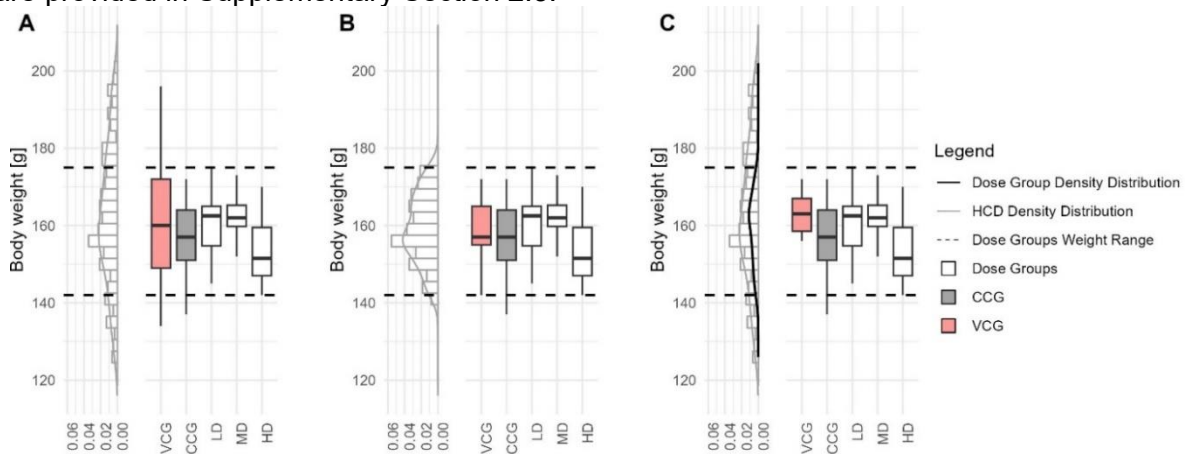 are provided in Supplementary Section 2.3.
A
B
C
Body weight [g]
200
180
160
140
120
0.06
0.04
0.02
0.00
VCG
CCG
LD
MD
HD
Body weight [g]
200
180
160
140
120
0.06
0.04
0.02
0.00
VCG
CCG
LD
MD
HD
Body weight [g]
200
180
160
140
120
0.06
0.04
0.02
0.00
VCG
CCG
LD
MD
HD
Legend
Dose Group Density Distribution
HCD Density Distribution
Dose Groups Weight Range
Dose Groups
CCG
VCG